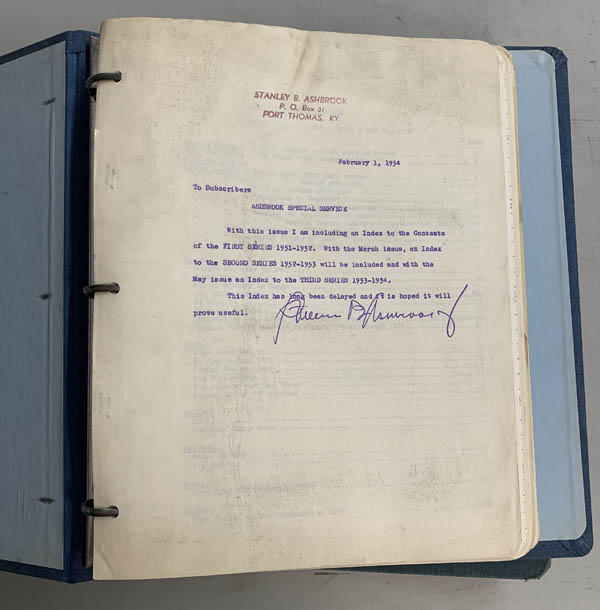 STANLEY B. ASHBROOK
P. O. Box 31
FORT THOMAS, KY.
February 1, 1954
To Subscribers
ASHBROOK SPECIAL SERVICE
With this issue I am including an Index to the Contents
of the FIRST SERIES 1951-1952. With the March issue, an Index
to the SECOND SERIES 1952-1953 will be included and with the
May issue an Index to the THIRD SERIES 1953-1954.
This Index has long been delayed and it is hoped it will
prove useful.
Stanley B. Ashbrook